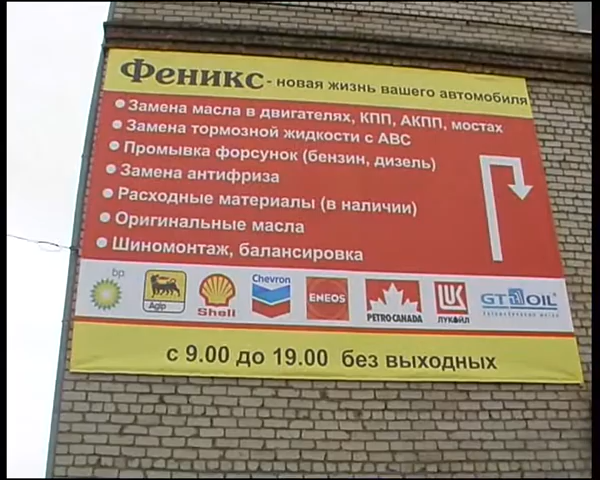 Феникс - новая жизнь вашего автомобиля
Замена масла в двигателях, КПП, АКПП, мостах
Замена тормозной жидкости с АВС
Промывка форсунок (бензин, дизель)
Замена антифриза
Расходные материалы (в наличии)
Оригинальные масла
Шиномонтаж, балансировка
bp
Agip
Shell
Chevron
ENEOS
PETRO-CANADA
ЛУКОЙЛ
GT OIL
с 9.00 до 19.00 без выходных